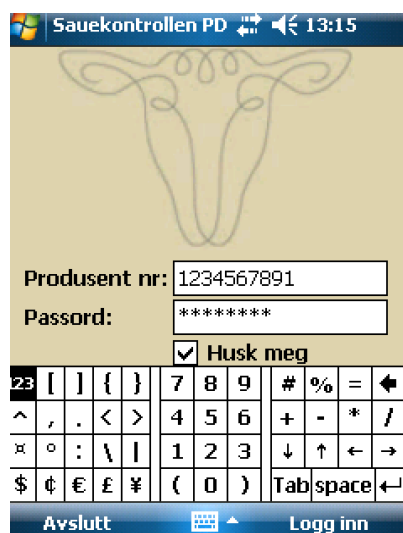 Sauekontrollen PD 13:15
Produsent nr: 1234567891
Passord: ********
Husk meg
123 [ ] { } 7 8 9 # % = 🡸
^ , . < > 4 5 6 + - * /
¤ ° : \ | 1 2 3 ↓ ↑ ← →
$ ¢ € £ ¥ ( 0 ) Tab space ↵
Avslutt Logg inn